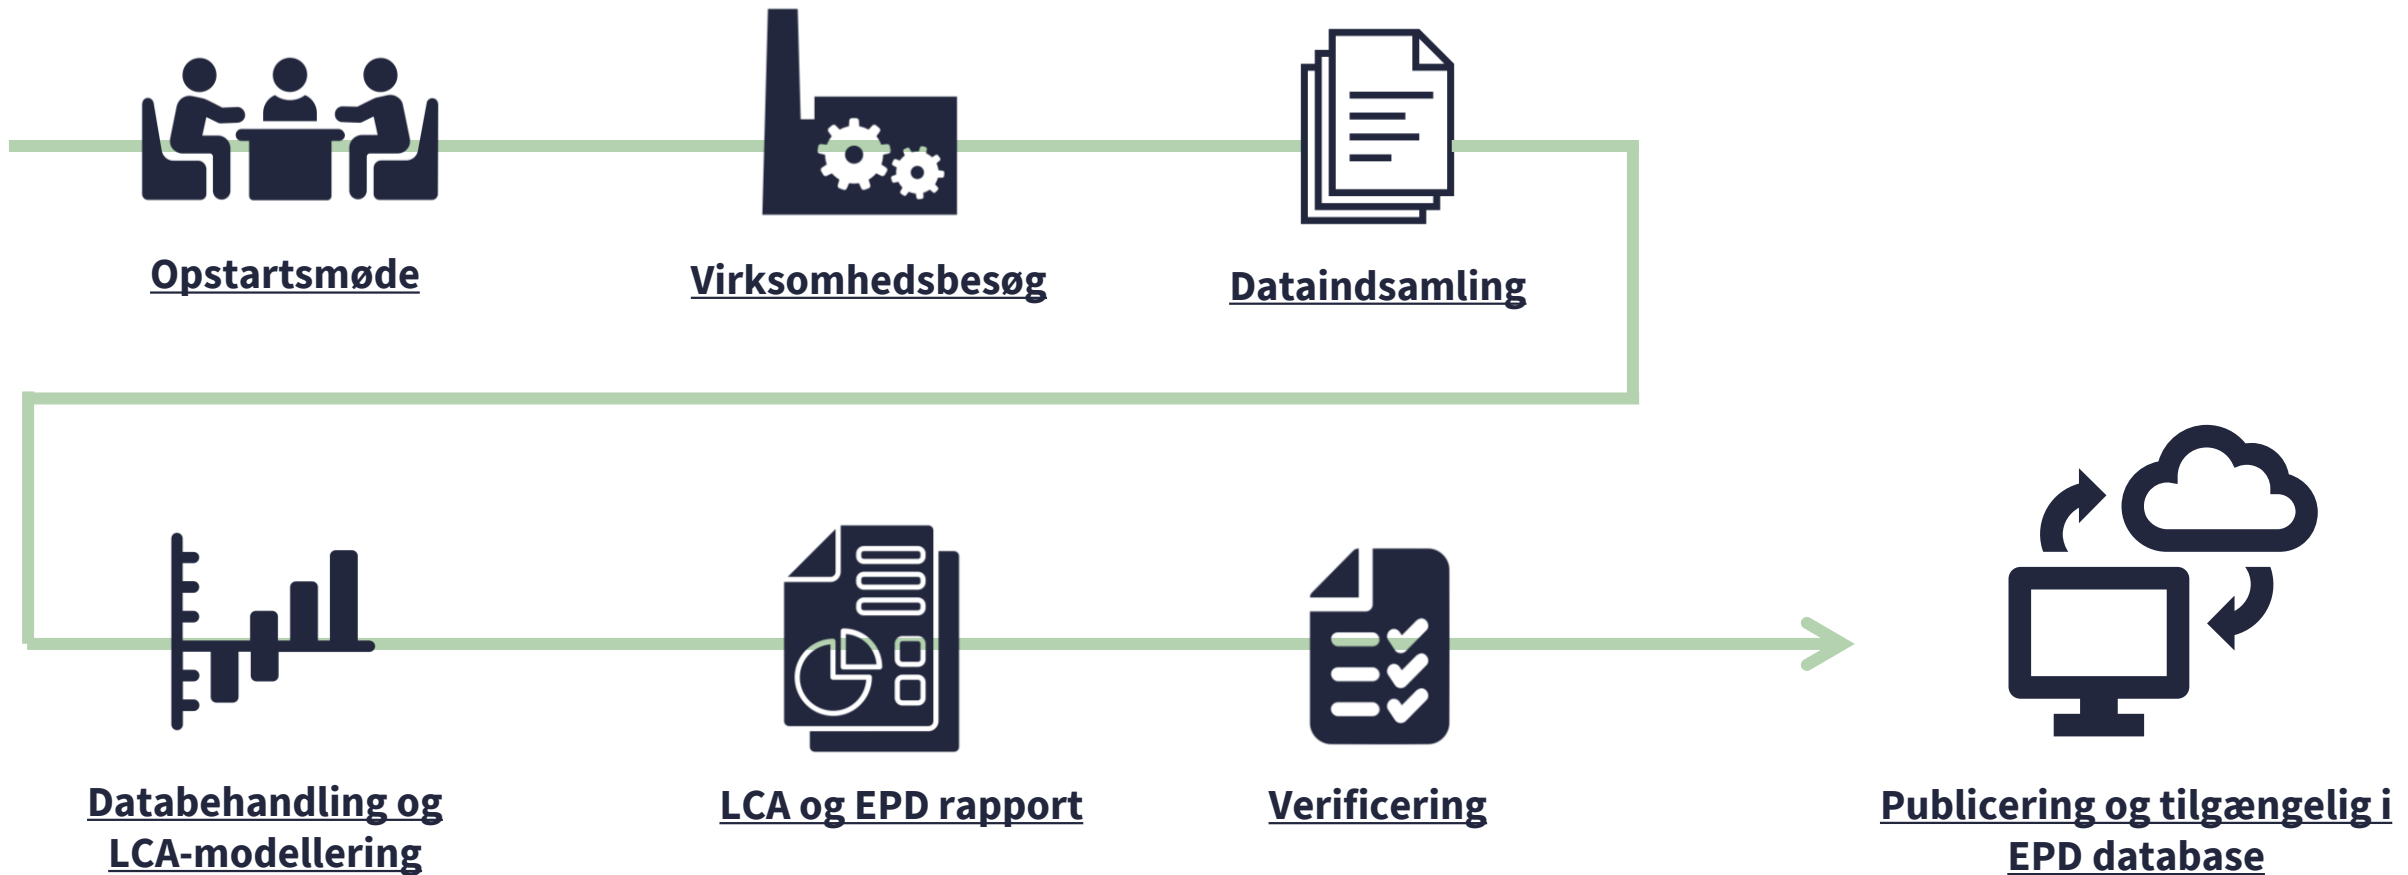 Opstartsmøde
Virksomhedsbesøg
Dataindsamling
Databehandling og
LCA-modellering
LCA og EPD rapport
Verificering
Publicering og tilgængelig i
EPD database